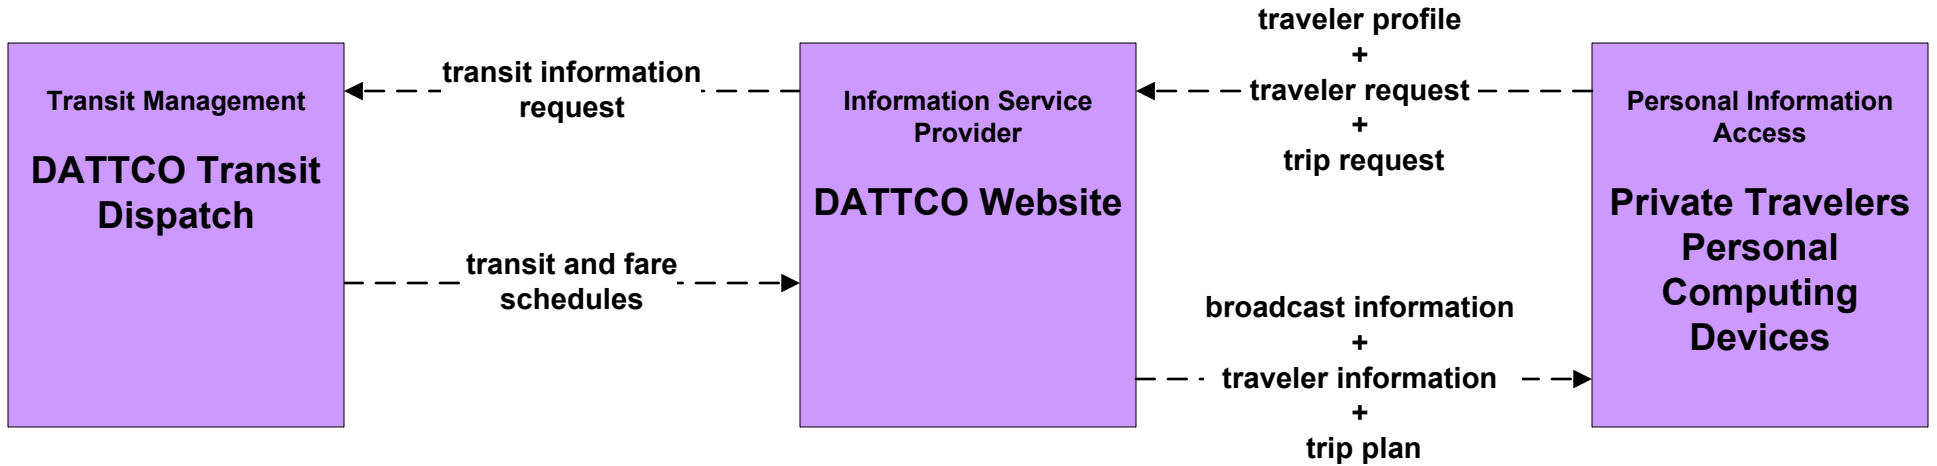 Transit Management
DATTCO Transit
Dispatch
transit information
request
transit and fare
schedules
Information Service
Provider
DATTCO Website
traveler profile
+
traveler request
+
trip request
broadcast information
+
traveler information
+
trip plan
Personal Information
Access
Private Travelers
Personal
Computing
Devices